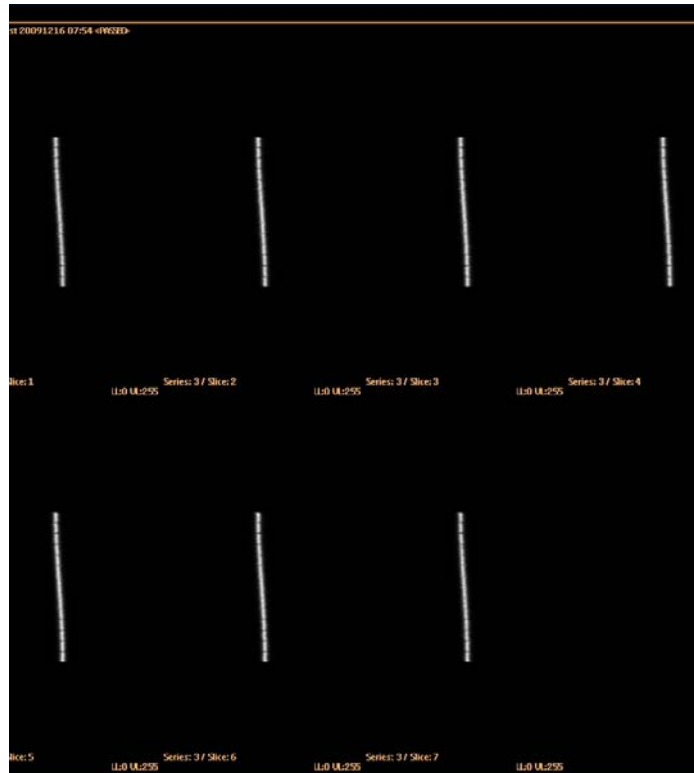 st 20091216 07:54 <PASSED>
lice: 1
Series: 3 / Slice: 2
Series: 3 / Slice: 3
Series: 3 / Slice: 4
LL:0 UL:255
LL:0 UL:255
LL:0 UL:255
lice: 5
Series: 3 / Slice: 6
Series: 3 / Slice: 7
LL:0 UL:255
LL:0 UL:255
LL:0 UL:255